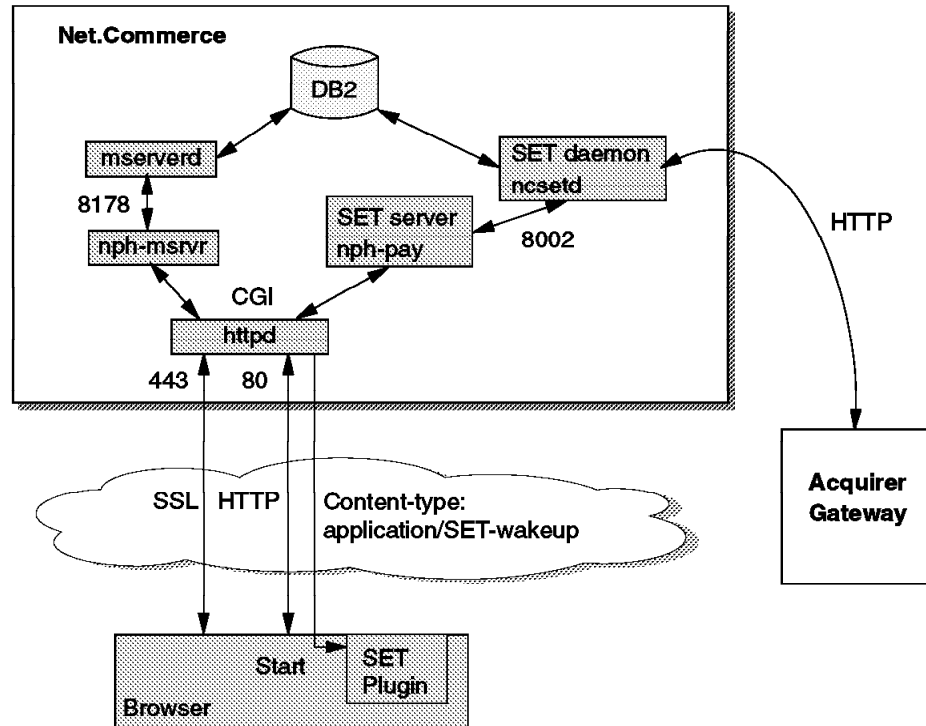 Net.Commerce
DB2
mserverd
SET daemon
ncsetd
8178
SET server
nph-pay
8002
HTTP
nph-msrvr
CGI
httpd
443
80
SSL
HTTP
Content-type:
application/SET-wakeup
Acquirer
Gateway
Start
SET
Plugin
Browser